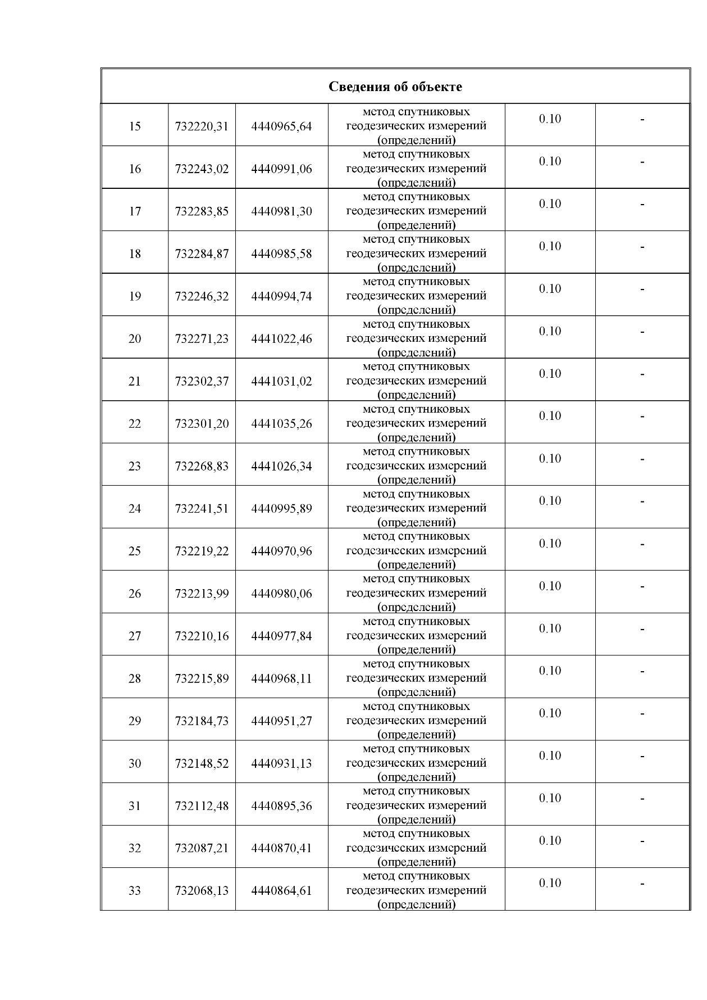 Сведения об объекте
15 732220,31 4440965,64 метод спутниковых геодезических измерений (определений) 0.10 -
16 732243,02 4440991,06 метод спутниковых геодезических измерений (определений) 0.10 -
17 732283,85 4440981,30 метод спутниковых геодезических измерений (определений) 0.10 -
18 732284,87 4440985,58 метод спутниковых геодезических измерений (определений) 0.10 -
19 732246,32 4440994,74 метод спутниковых геодезических измерений (определений) 0.10 -
20 732271,23 4441022,46 метод спутниковых геодезических измерений (определений) 0.10 -
21 732302,37 4441031,02 метод спутниковых геодезических измерений (определений) 0.10 -
22 732301,20 4441035,26 метод спутниковых геодезических измерений (определений) 0.10 -
23 732268,83 4441026,34 метод спутниковых геодезических измерений (определений) 0.10 -
24 732241,51 4440995,89 метод спутниковых геодезических измерений (определений) 0.10 -
25 732219,22 4440970,96 метод спутниковых геодезических измерений (определений) 0.10 -
26 732213,99 4440980,06 метод спутниковых геодезических измерений (определений) 0.10 -
27 732210,16 4440977,84 метод спутниковых геодезических измерений (определений) 0.10 -
28 732215,89 4440968,11 метод спутниковых геодезических измерений (определений) 0.10 -
29 732184,73 4440951,27 метод спутниковых геодезических измерений (определений) 0.10 -
30 732148,52 4440931,13 метод спутниковых геодезических измерений (определений) 0.10 -
31 732112,48 4440895,36 метод спутниковых геодезических измерений (определений) 0.10 -
32 732087,21 4440870,41 метод спутниковых геодезических измерений (определений) 0.10 -
33 732068,13 4440864,61 метод спутниковых геодезических измерений (определений) 0.10 -